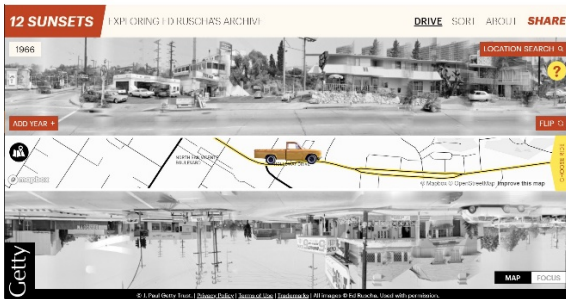 12 SUNSETS EXPLORING ED RUSCHA'S ARCHIVE DRIVE SORT ABOUT SHARE
1966 LOCATION SEARCH
?
ADD YEAR + FLIP
mapbox © Mapbox © OpenStreetMap Improve this map
Getty
MAP FOCUS
© J. Paul Getty Trust. | Privacy Policy | Terms of Use | Trademarks | All images © Ed Ruscha. Used with permission.